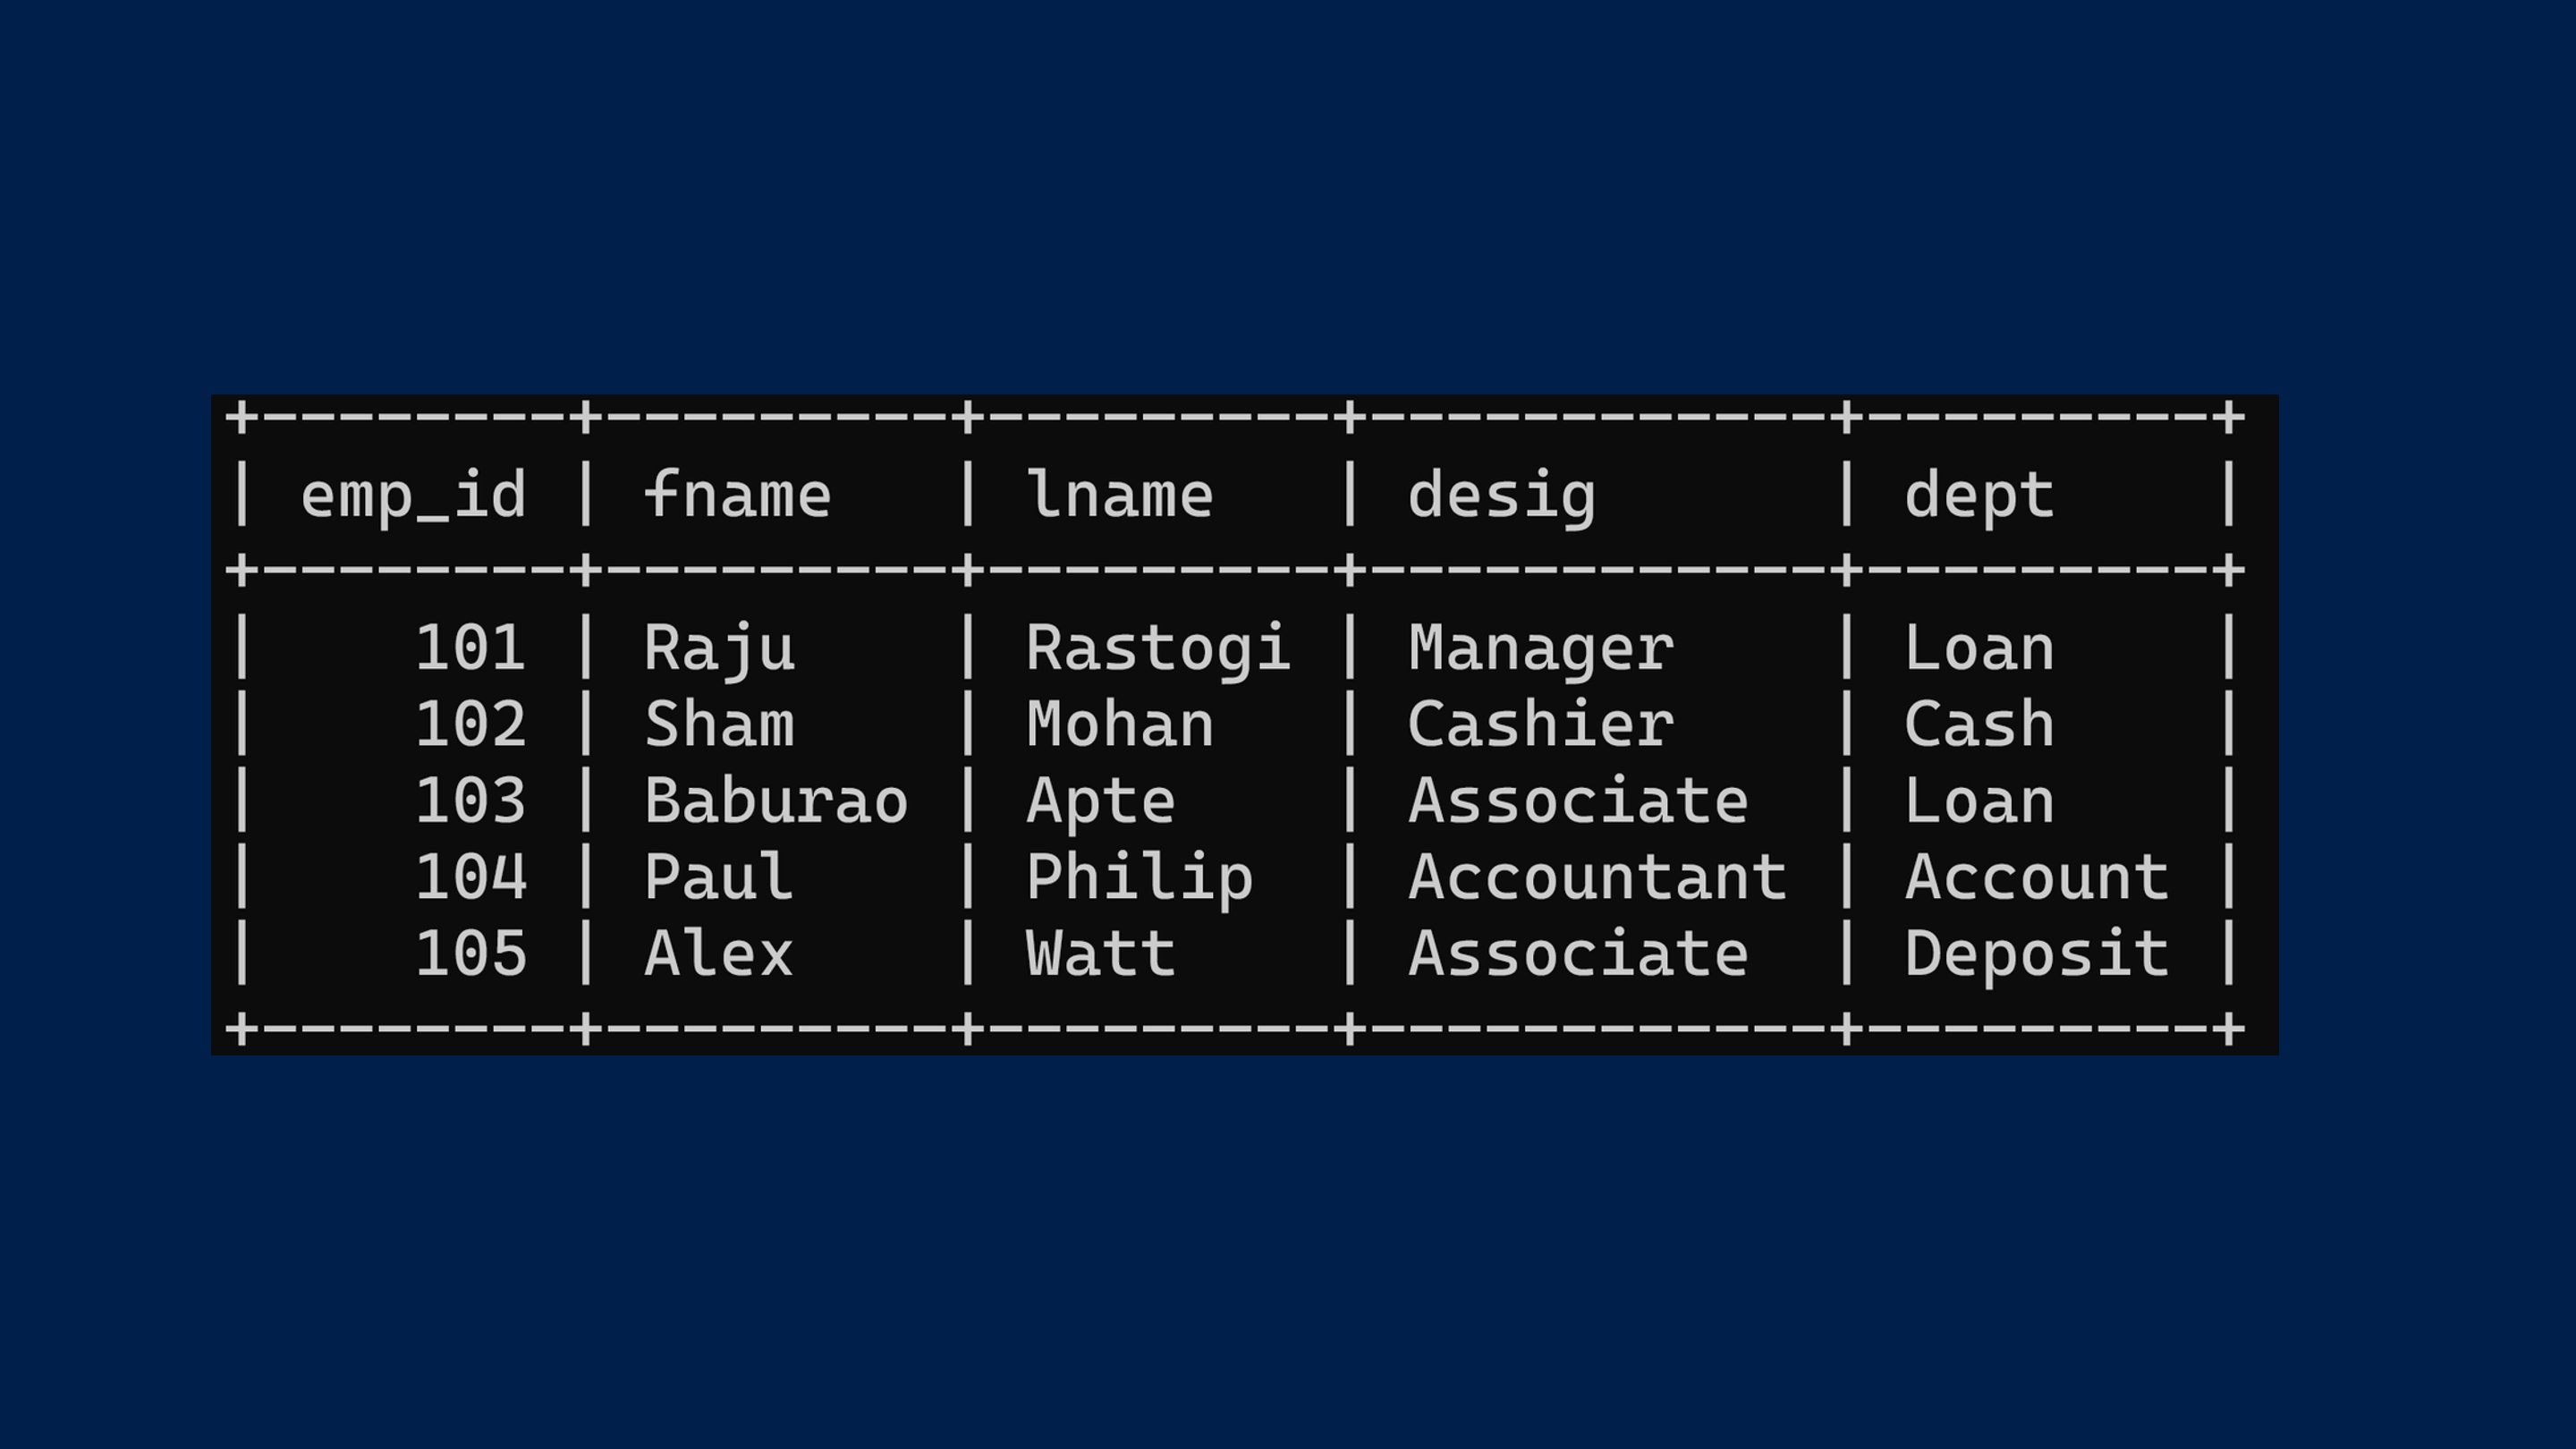 +--------+---------+---------+------------+---------+
| emp_id | fname   | lname   | desig      | dept    |
+--------+---------+---------+------------+---------+
|    101 | Raju    | Rastogi | Manager    | Loan    |
|    102 | Sham    | Mohan   | Cashier    | Cash    |
|    103 | Baburao | Apte    | Associate  | Loan    |
|    104 | Paul    | Philip  | Accountant | Account |
|    105 | Alex    | Watt    | Associate  | Deposit |
+--------+---------+---------+------------+---------+